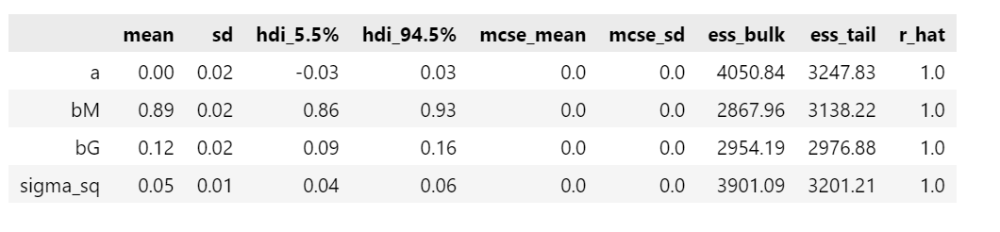 mean sd hdi_5.5% hdi_94.5% mcse_mean mcse_sd ess_bulk ess_tail r_hat
a 0.00 0.02 -0.03 0.03 0.0 0.0 4050.84 3247.83 1.0
bM 0.89 0.02 0.86 0.93 0.0 0.0 2867.96 3138.22 1.0
bG 0.12 0.02 0.09 0.16 0.0 0.0 2954.19 2976.88 1.0
sigma_sq 0.05 0.01 0.04 0.06 0.0 0.0 3901.09 3201.21 1.0